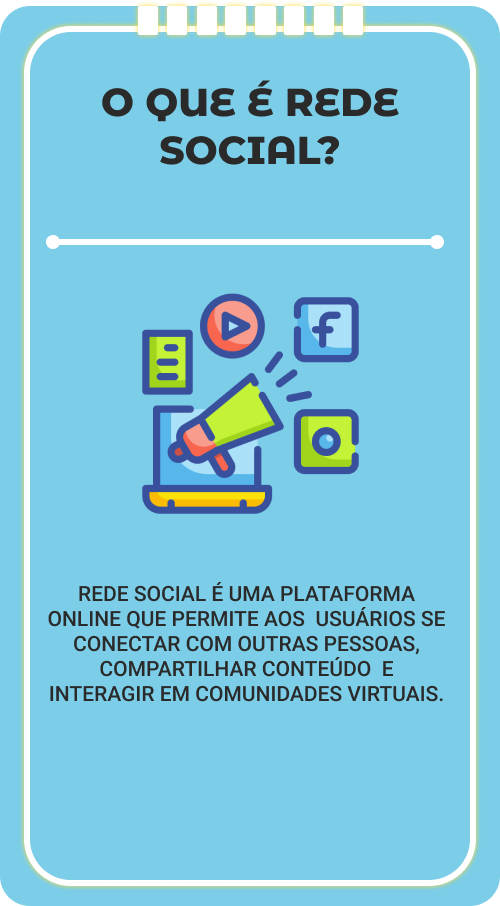 O QUE É REDE
SOCIAL?
f
REDE SOCIAL É UMA PLATAFORMA
ONLINE QUE PERMITE AOS  USUÁRIOS SE
CONECTAR COM OUTRAS PESSOAS,
COMPARTILHAR CONTEÚDO  E
INTERAGIR EM COMUNIDADES VIRTUAIS.